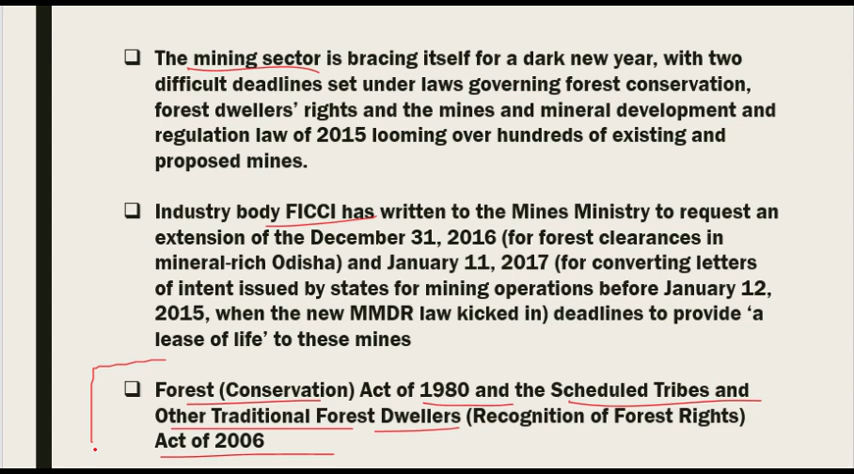 ❑ The mining sector is bracing itself for a dark new year, with two
difficult deadlines set under laws governing forest conservation,
forest dwellers’ rights and the mines and mineral development and
regulation law of 2015 looming over hundreds of existing and
proposed mines.
❑ Industry body FICCI has written to the Mines Ministry to request an
extension of the December 31, 2016 (for forest clearances in
mineral-rich Odisha) and January 11, 2017 (for converting letters
of intent issued by states for mining operations before January 12,
2015, when the new MMDR law kicked in) deadlines to provide ‘a
lease of life’ to these mines
❑ Forest (Conservation) Act of 1980 and the Scheduled Tribes and
Other Traditional Forest Dwellers (Recognition of Forest Rights)
Act of 2006